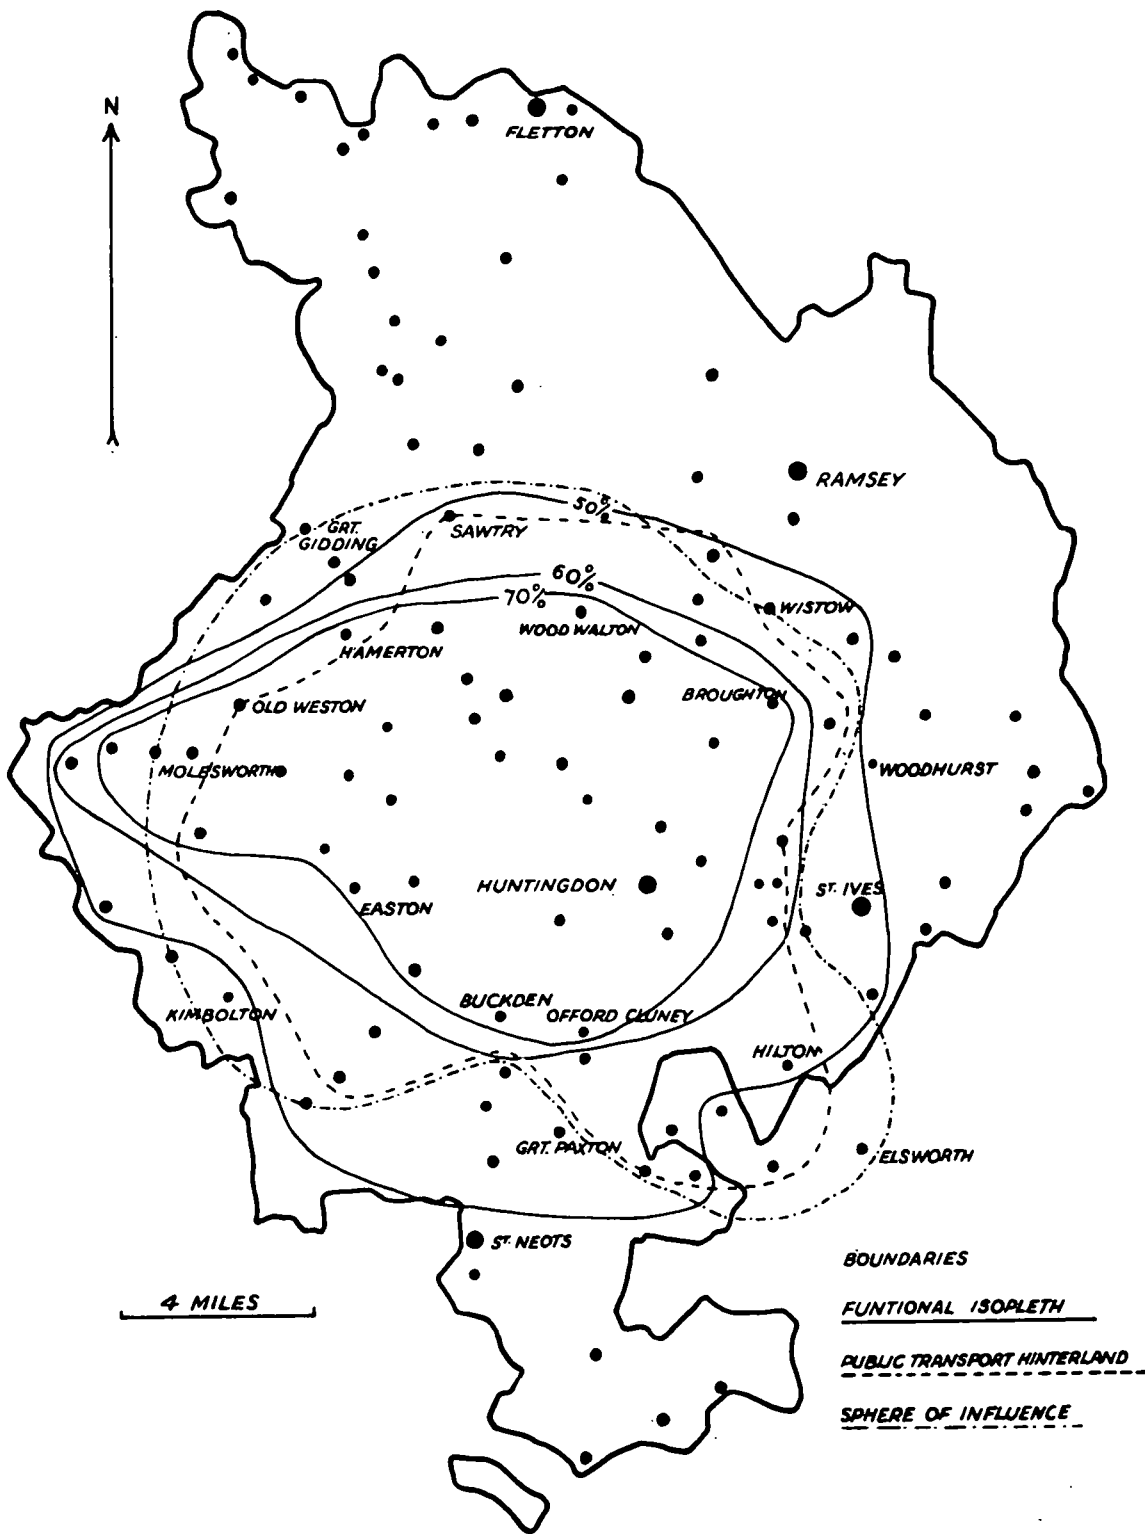 N
FLETTON
RAMSEY
50%
GRT.
GIDDING
SAWTRY
60%
70%
WISTOW
WOOD WALTON
HAMERTON
BROUGHTON
OLD WESTON
MOLESWORTH
WOODHURST
HUNTINGDON
ST. IVES
EASTON
BUCKDEN
OFFORD CLUNEY
KIMBOLTON
HILTON
GRT. PAXTON
ELSWORTH
ST. NEOTS
BOUNDARIES
4 MILES
FUNTIONAL ISOPLETH
PUBLIC TRANSPORT HINTERLAND
SPHERE OF INFLUENCE